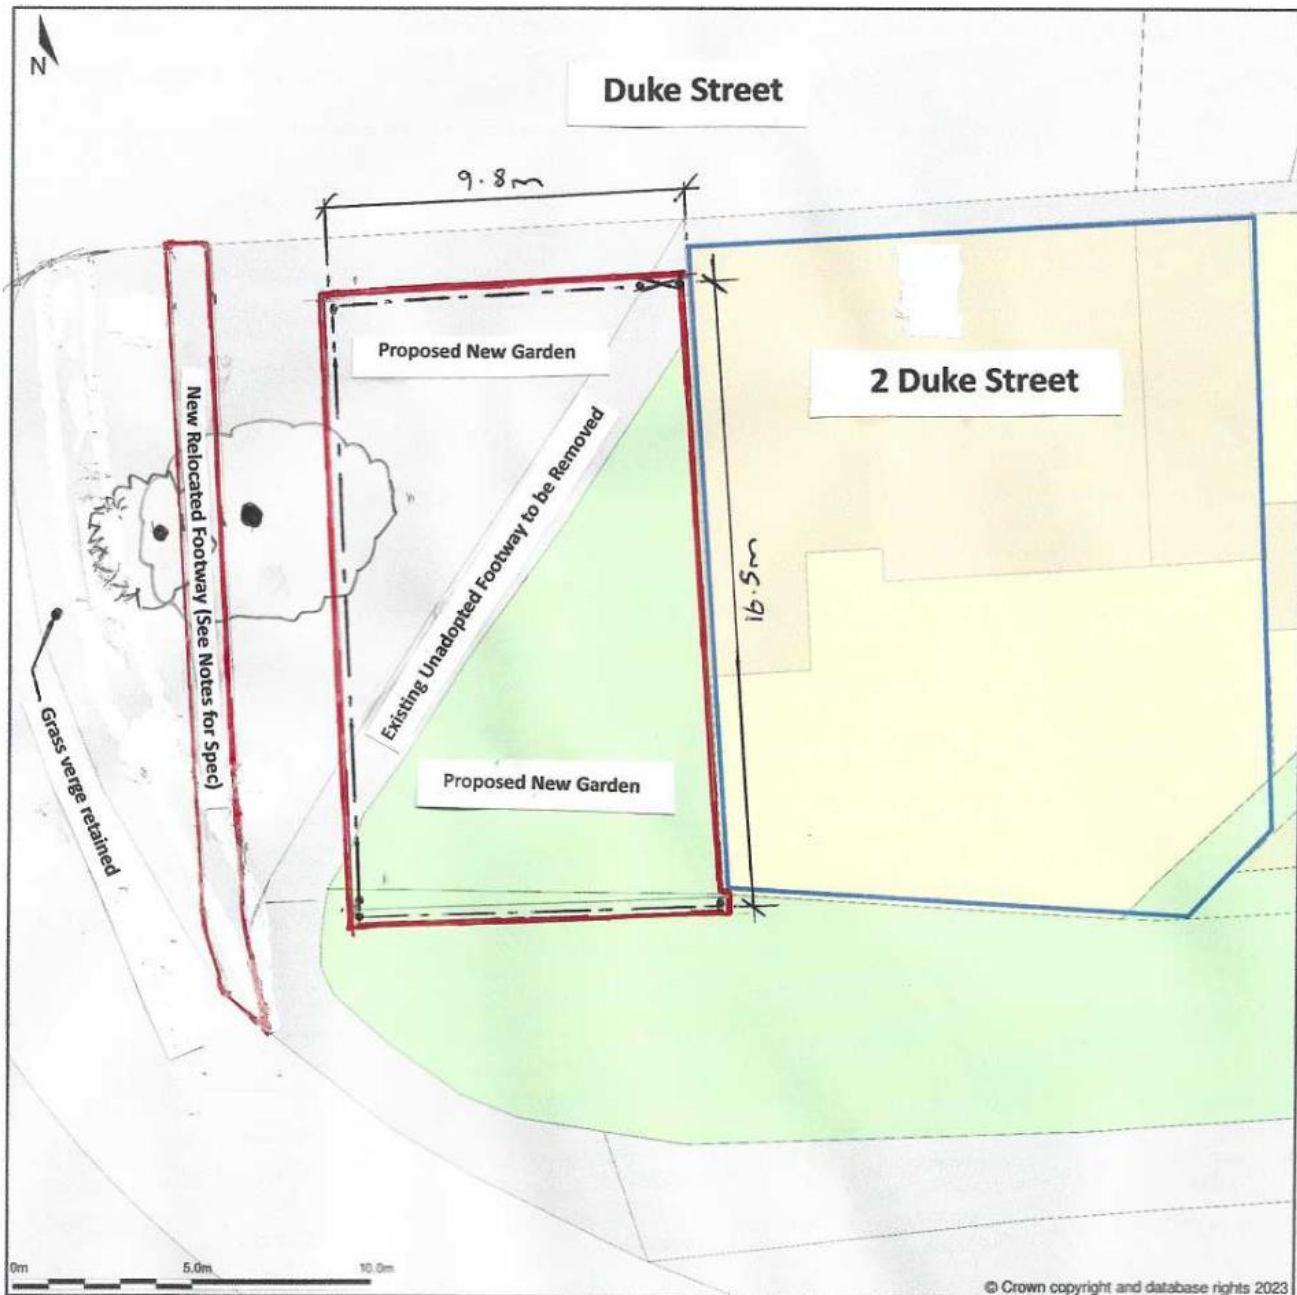 N
Duke Street
9.8m
Proposed New Garden
2 Duke Street
New Relocated Footway (See Notes for Spec)
Existing Unadopted Footway to be Removed
16.5m
Grass verge retained
Proposed New Garden
0m
5.0m
10.0m
© Crown copyright and database rights 2023